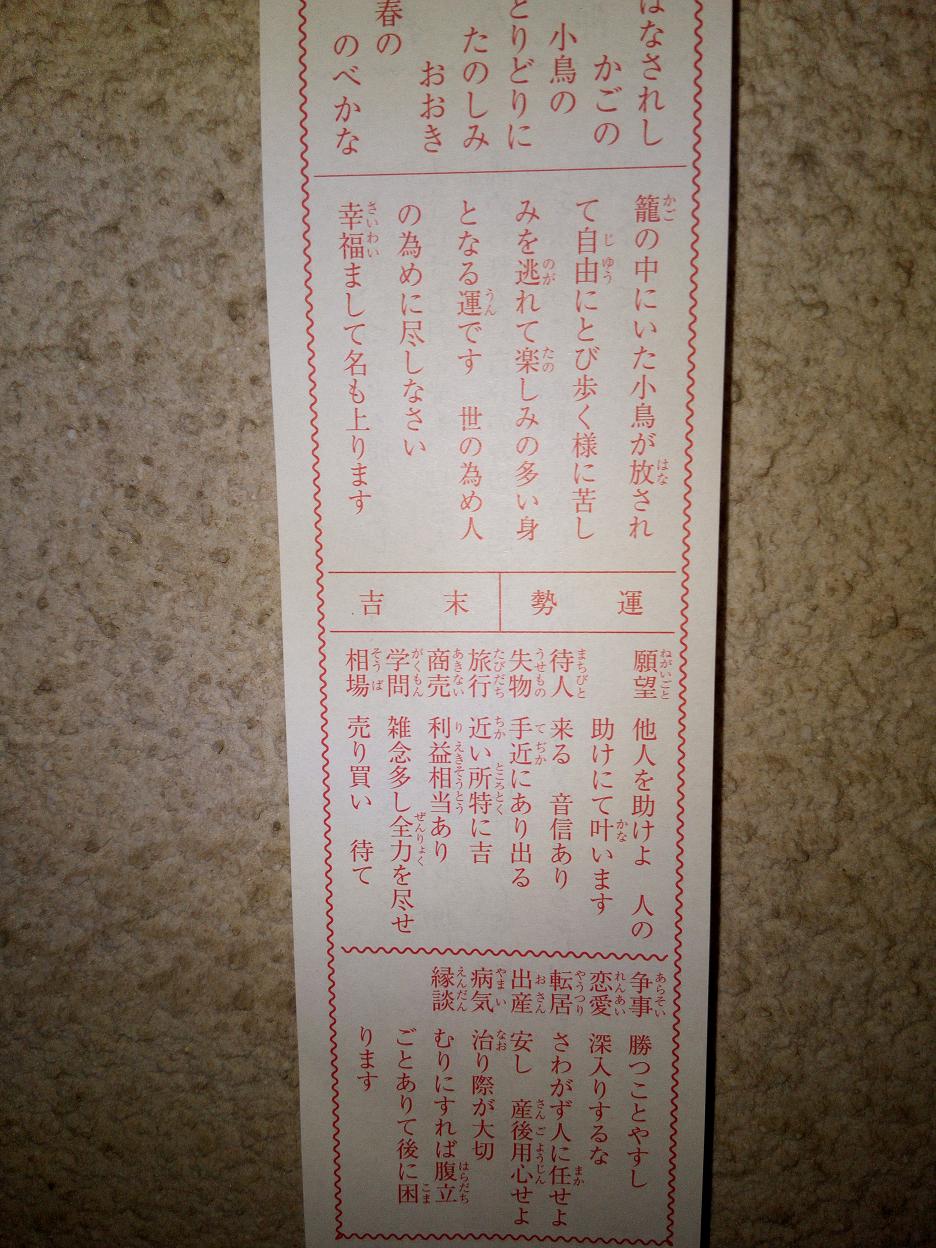 はなされし
かごの
小鳥の
とりどりに
たのしみ
おおき
春の
のべかな
籠の中にいた小鳥が放され
て自由にとび歩く様に苦し
みを逃れて楽しみの多い身
となる運です　世の為め人
の為めに尽しなさい
幸福まして名も上ります
運勢
末吉
願望　他人を助けよ　人の
助けにて叶います
待人　来る　音信あり
失物　手近にあり出る
旅行　近い所特に吉
商売　利益相当あり
学問　雑念多し全力を尽せ
相場　売り買い　待て
争事　勝つことやすし
恋愛　深入りするな
転居　さわがず人に任せよ
出産　安し　産後用心せよ
病気　治り際が大切
縁談　むりにすれば腹立
ごとありて後に困
ります